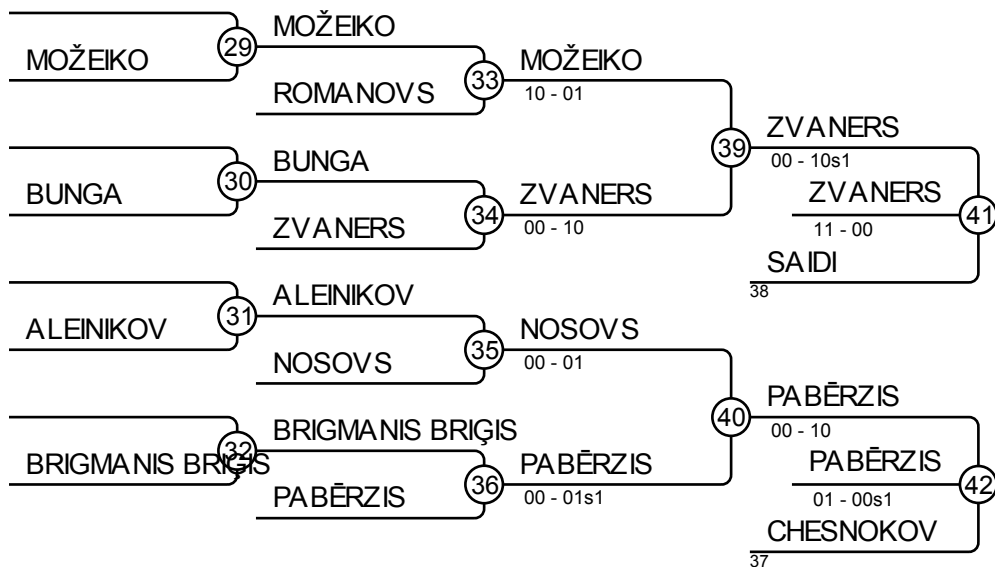 MOŽEIKO
29
MOŽEIKO
ROMANOVS
33
MOŽEIKO
10 - 01
BUNGA
30
BUNGA
ZVANERS
34
ZVANERS
00 - 10
39
ZVANERS
00 - 10s1
ZVANERS
11 - 00
41
SAIDI
38
ALEINIKOV
31
ALEINIKOV
NOSOVS
35
NOSOVS
00 - 01
BRIGMANIS BRIĢIS
32
BRIGMANIS BRIĢIS
PABĒRZIS
36
PABĒRZIS
00 - 01s1
40
PABĒRZIS
00 - 10
PABĒRZIS
01 - 00s1
42
CHESNOKOV
37